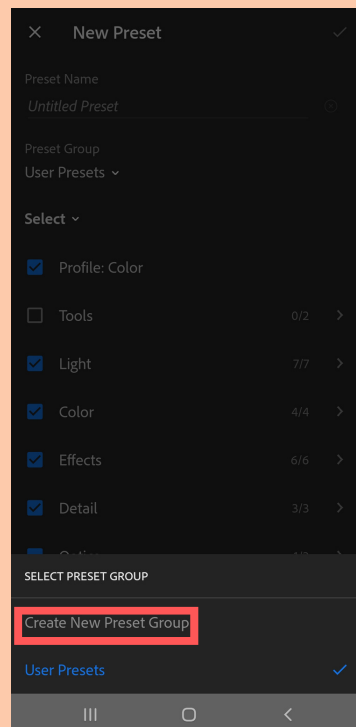 New Preset
Preset Name
Untitled Preset
Preset Group
User Presets
Select
Profile: Color
Tools 0/2
Light 7/7
Color 4/4
Effects 6/6
Detail 3/3
SELECT PRESET GROUP
Create New Preset Group
User Presets